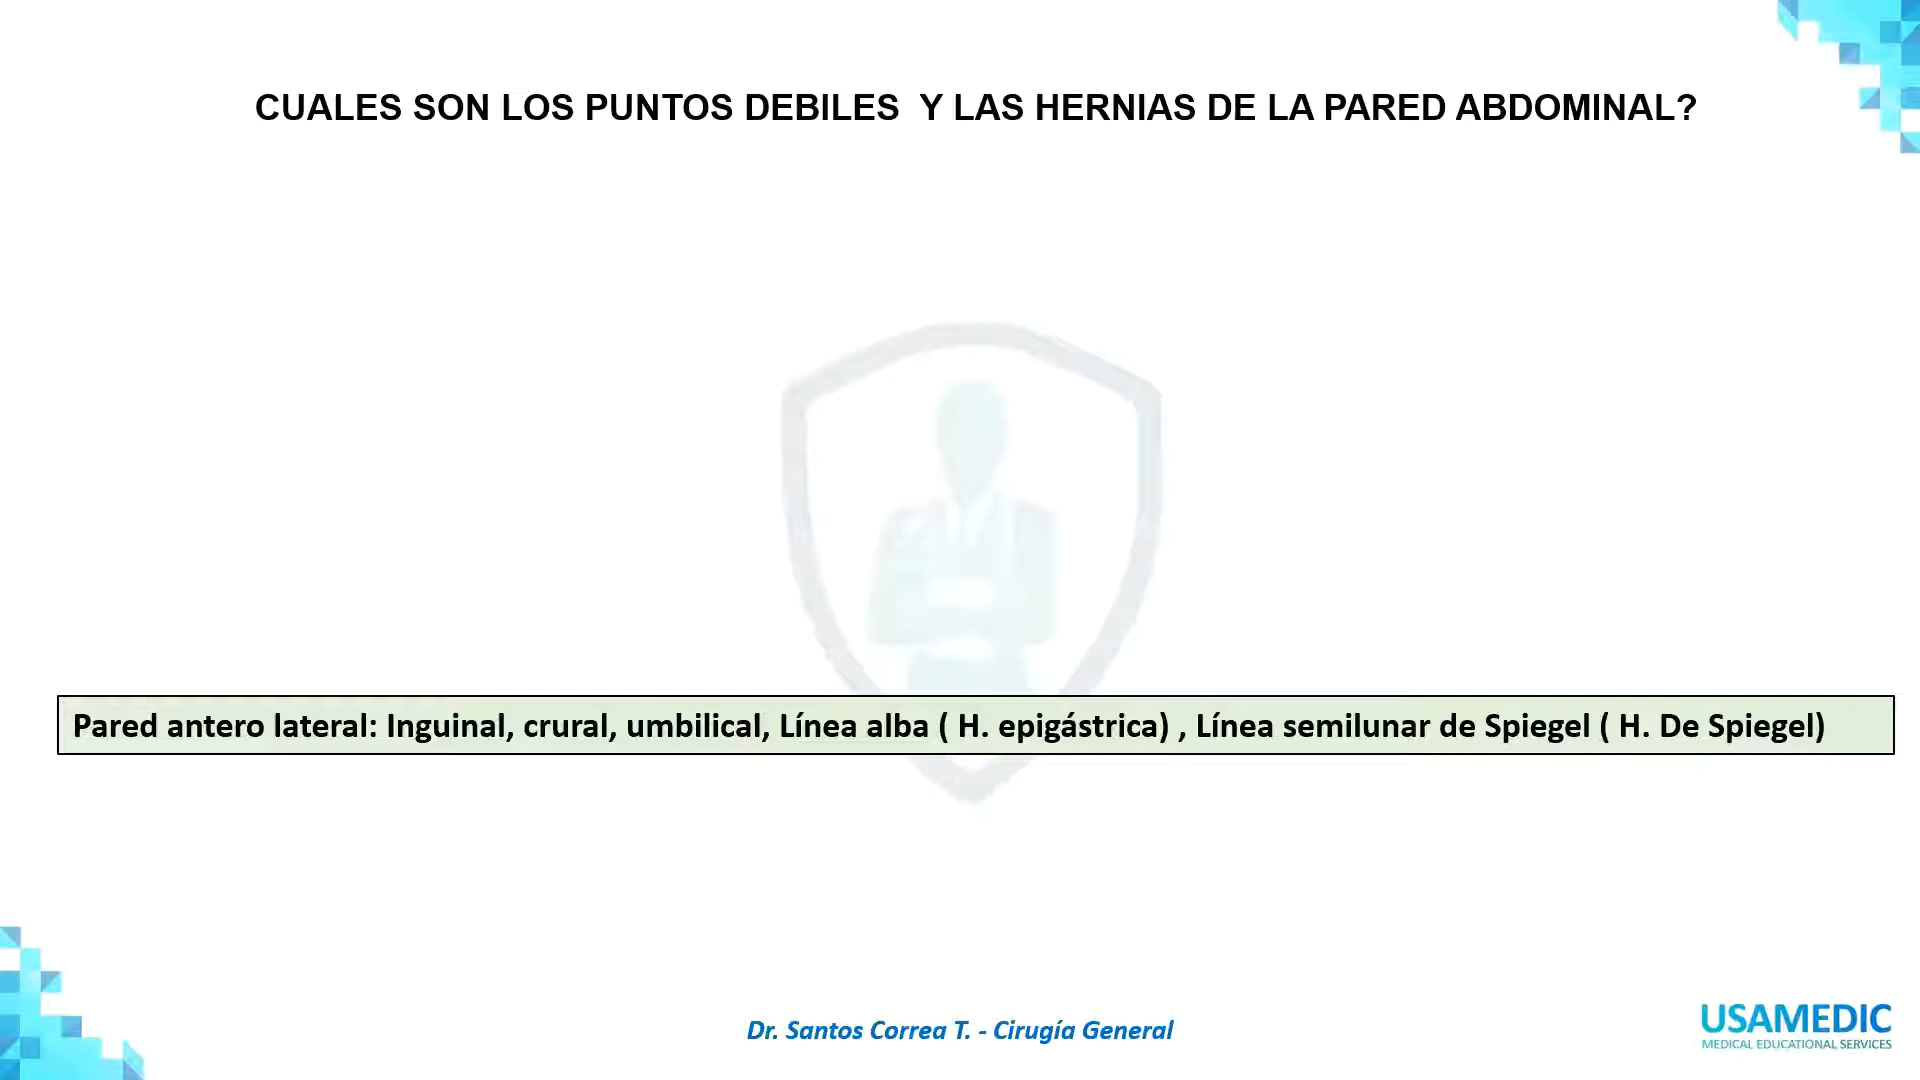 CUALES SON LOS PUNTOS DEBILES Y LAS HERNIAS DE LA PARED ABDOMINAL?
Pared antero lateral: Inguinal, crural, umbilical, Línea alba ( H. epigástrica) , Línea semilunar de Spiegel ( H. De Spiegel)
Dr. Santos Correa T. - Cirugía General
USAMEDIC
MEDICAL EDUCATIONAL SERVICES